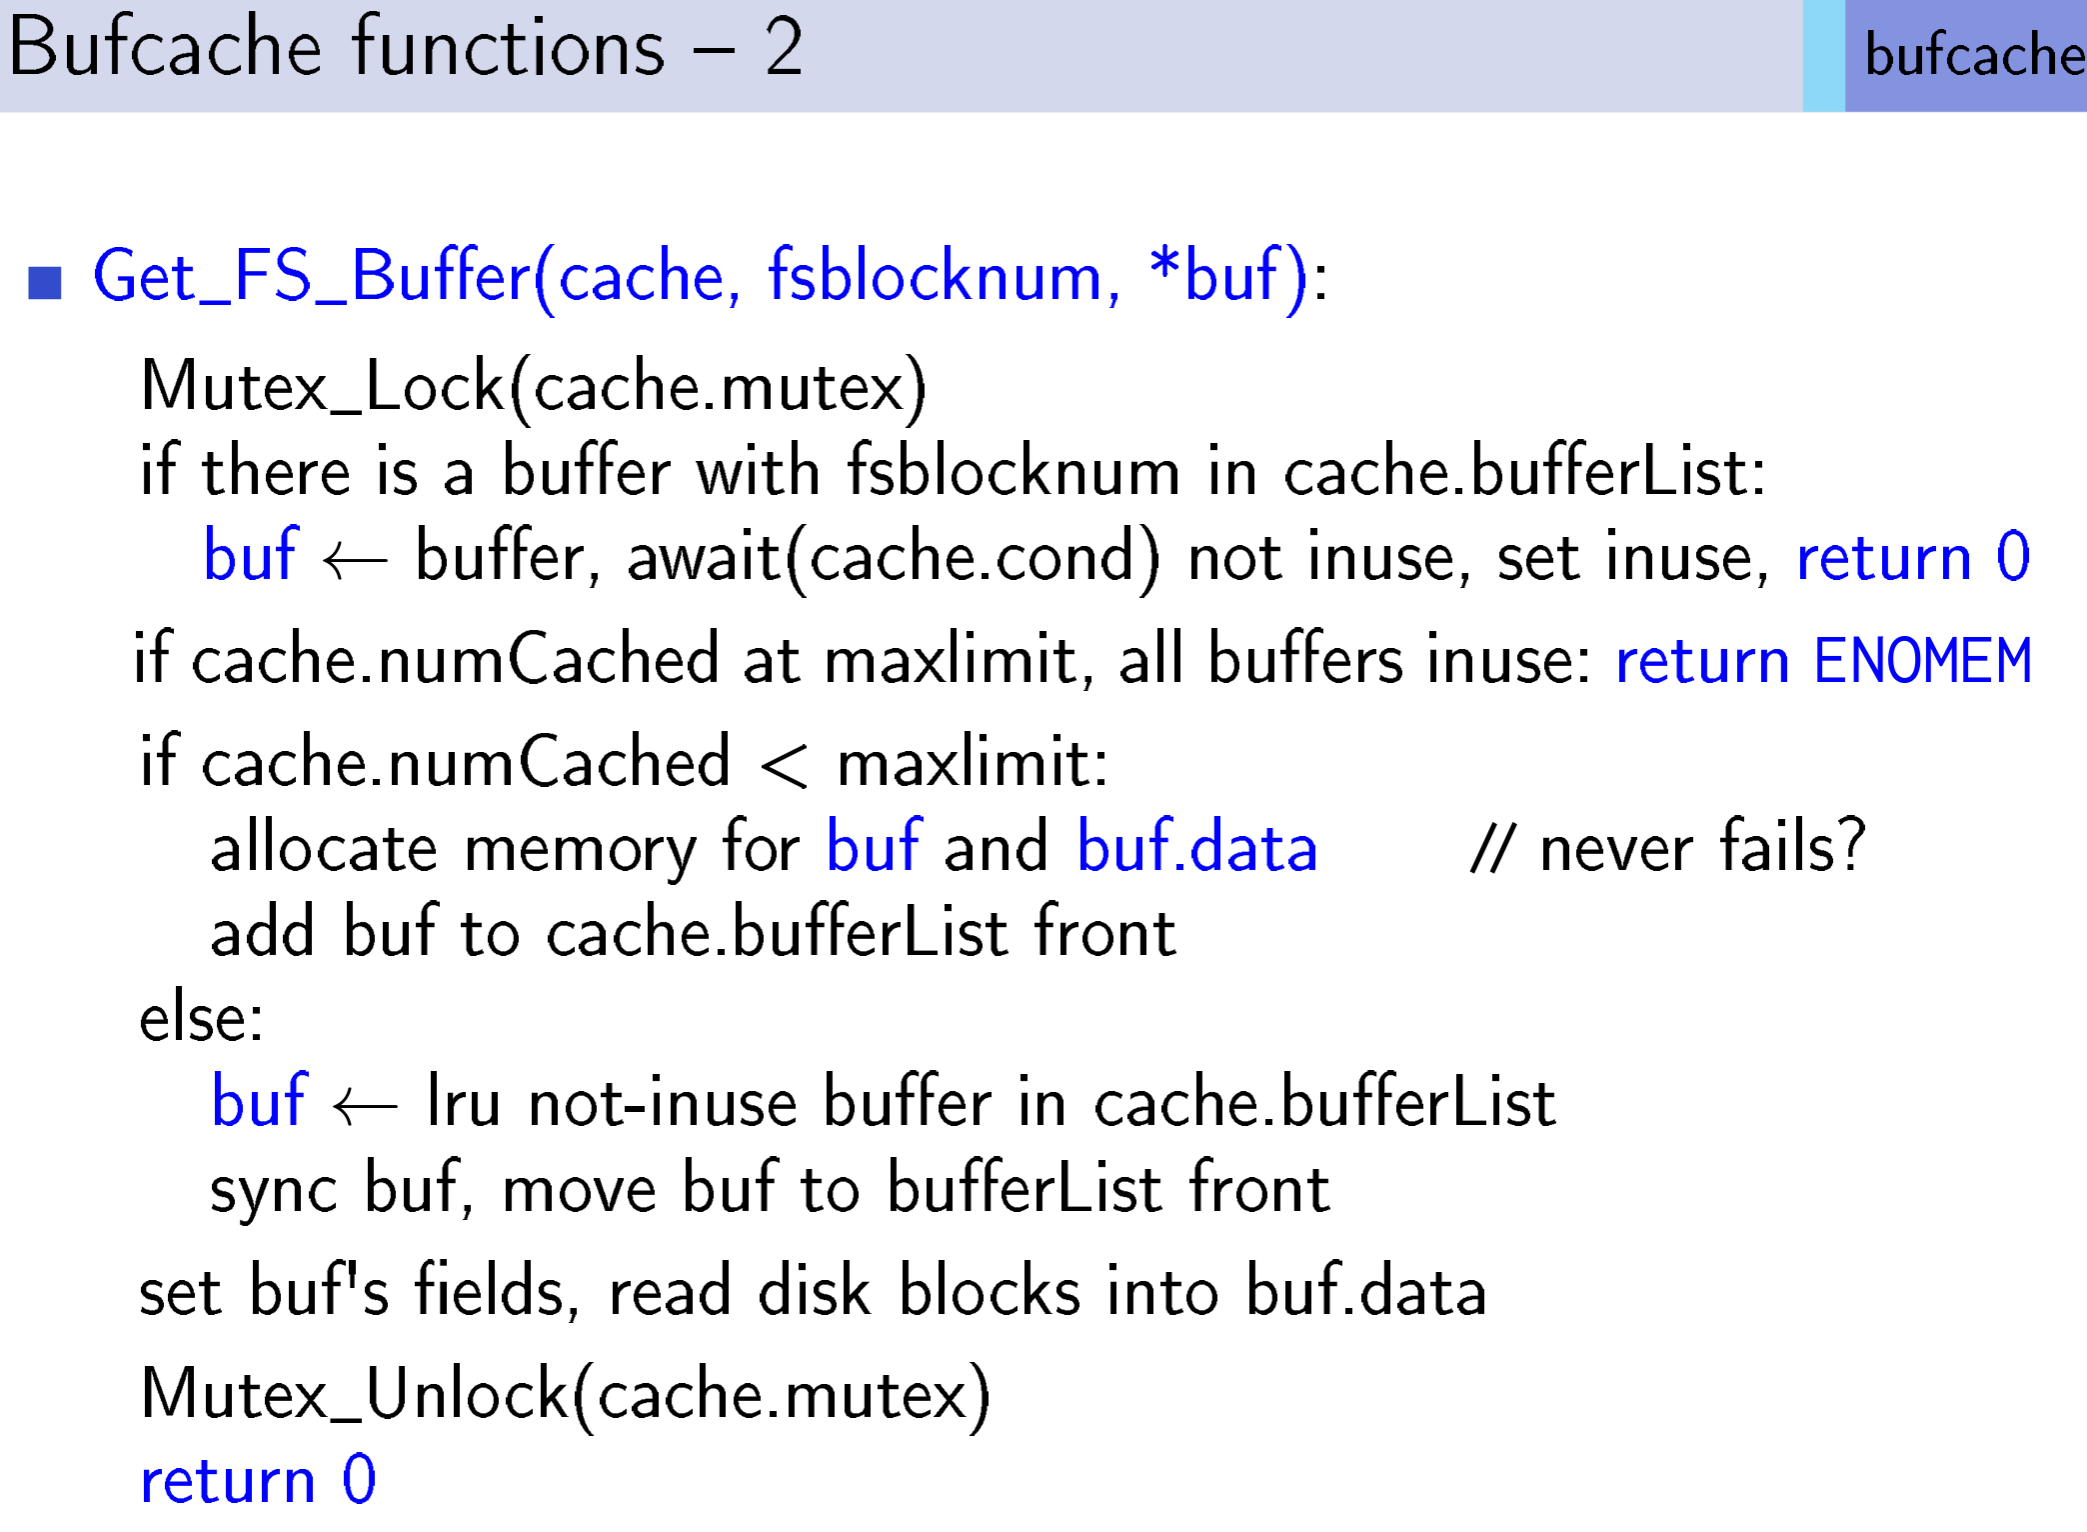 Bufcache functions – 2
bufcache
Get_FS_Buffer(cache, fsblocknum, *buf):
Mutex_Lock(cache.mutex)
if there is a buffer with fsblocknum in cache.bufferList:
buf ← buffer, await(cache.cond) not inuse, set inuse, return 0
if cache.numCached at maxlimit, all buffers inuse: return ENOMEM
if cache.numCached < maxlimit:
allocate memory for buf and buf.data // never fails?
add buf to cache.bufferList front
else:
buf ← lru not-inuse buffer in cache.bufferList
sync buf, move buf to bufferList front
set buf's fields, read disk blocks into buf.data
Mutex_Unlock(cache.mutex)
return 0